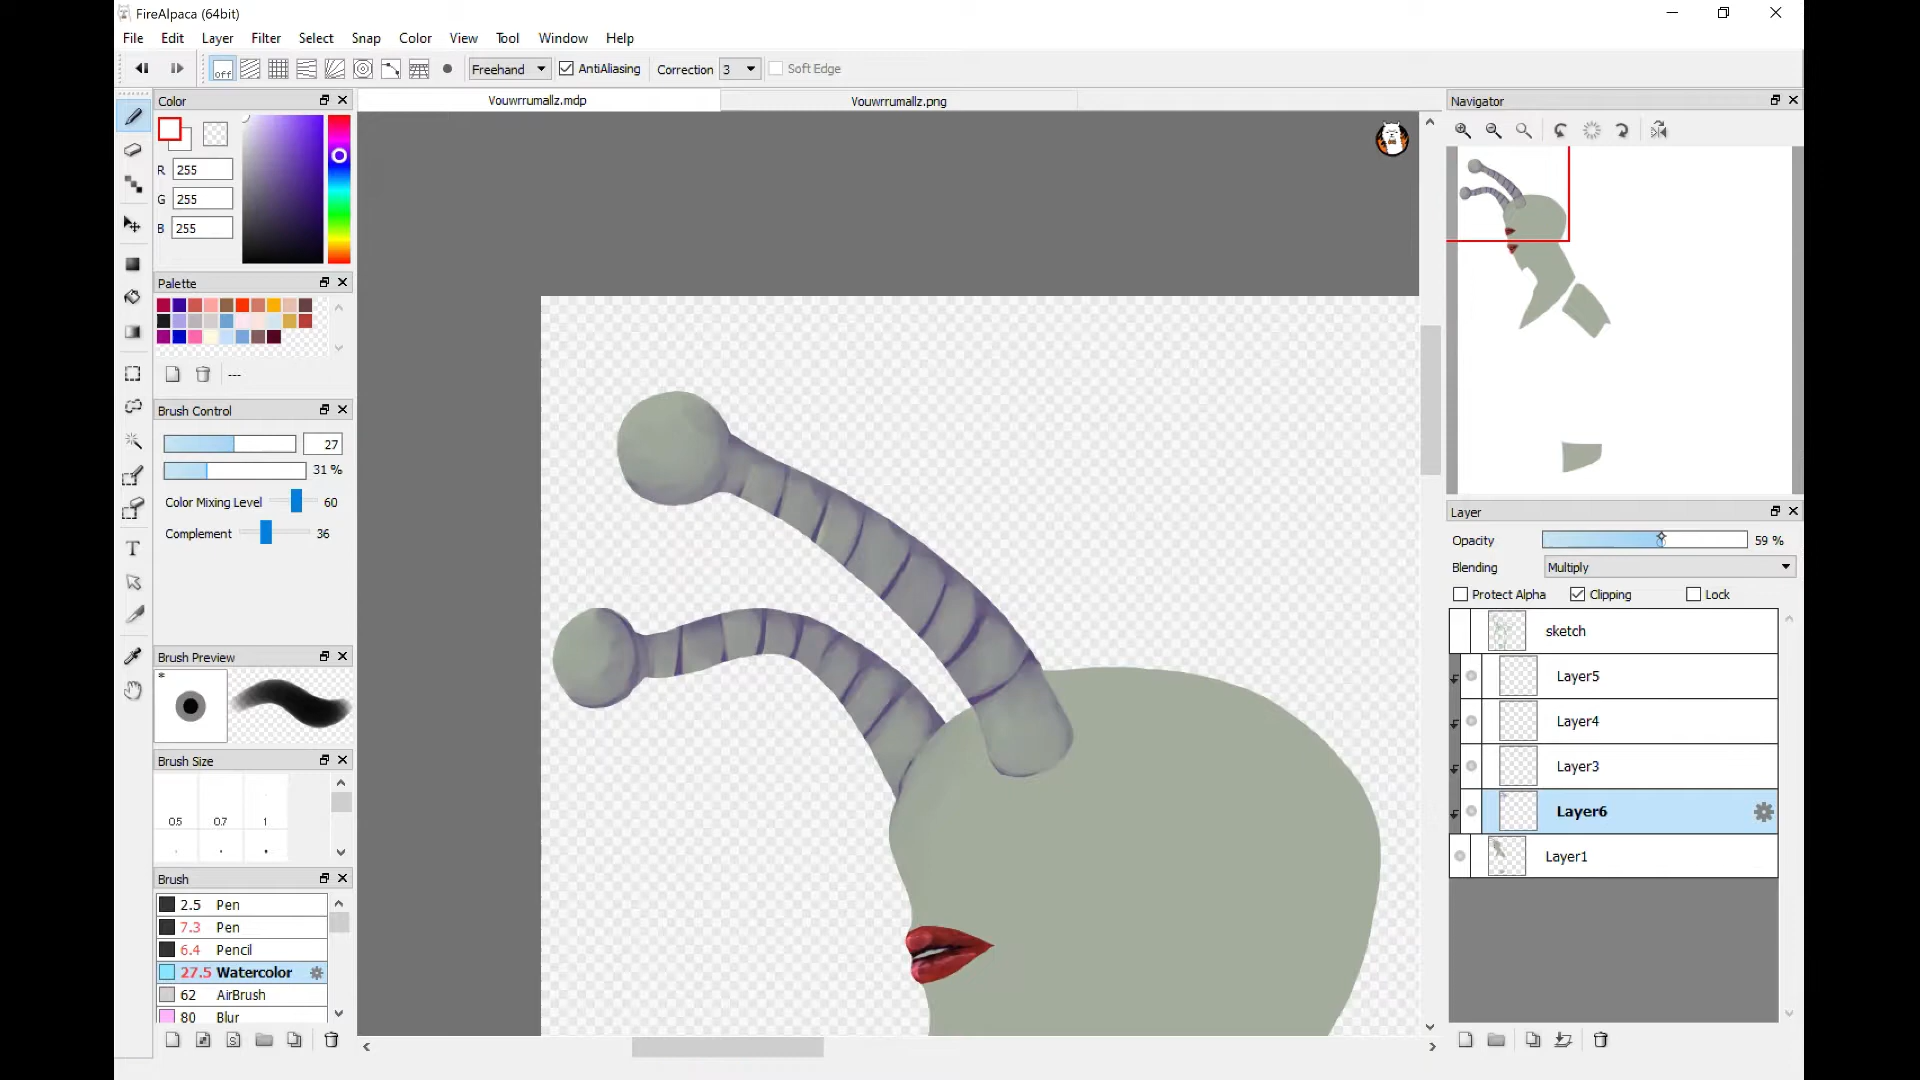 FireAlpaca (64bit)
File Edit Layer Filter Select Snap Color View Tool Window Help
off Freehand AntiAliasing Correction 3 Soft Edge
Color
Vouwrrumallz.mdp Vouwrrumallz.png
Navigator
R 255
G 255
B 255
Palette
---
Brush Control
27
31 %
Color Mixing Level 60
Complement 36
Brush Preview
*
Brush Size
0.5 0.7 1
Brush
2.5 Pen
7.3 Pen
6.4 Pencil
27.5 Watercolor
62 AirBrush
80 Blur
S
T
Layer
Opacity 59 %
Blending Multiply
Protect Alpha Clipping Lock
sketch
Layer5
Layer4
Layer3
Layer6
Layer1